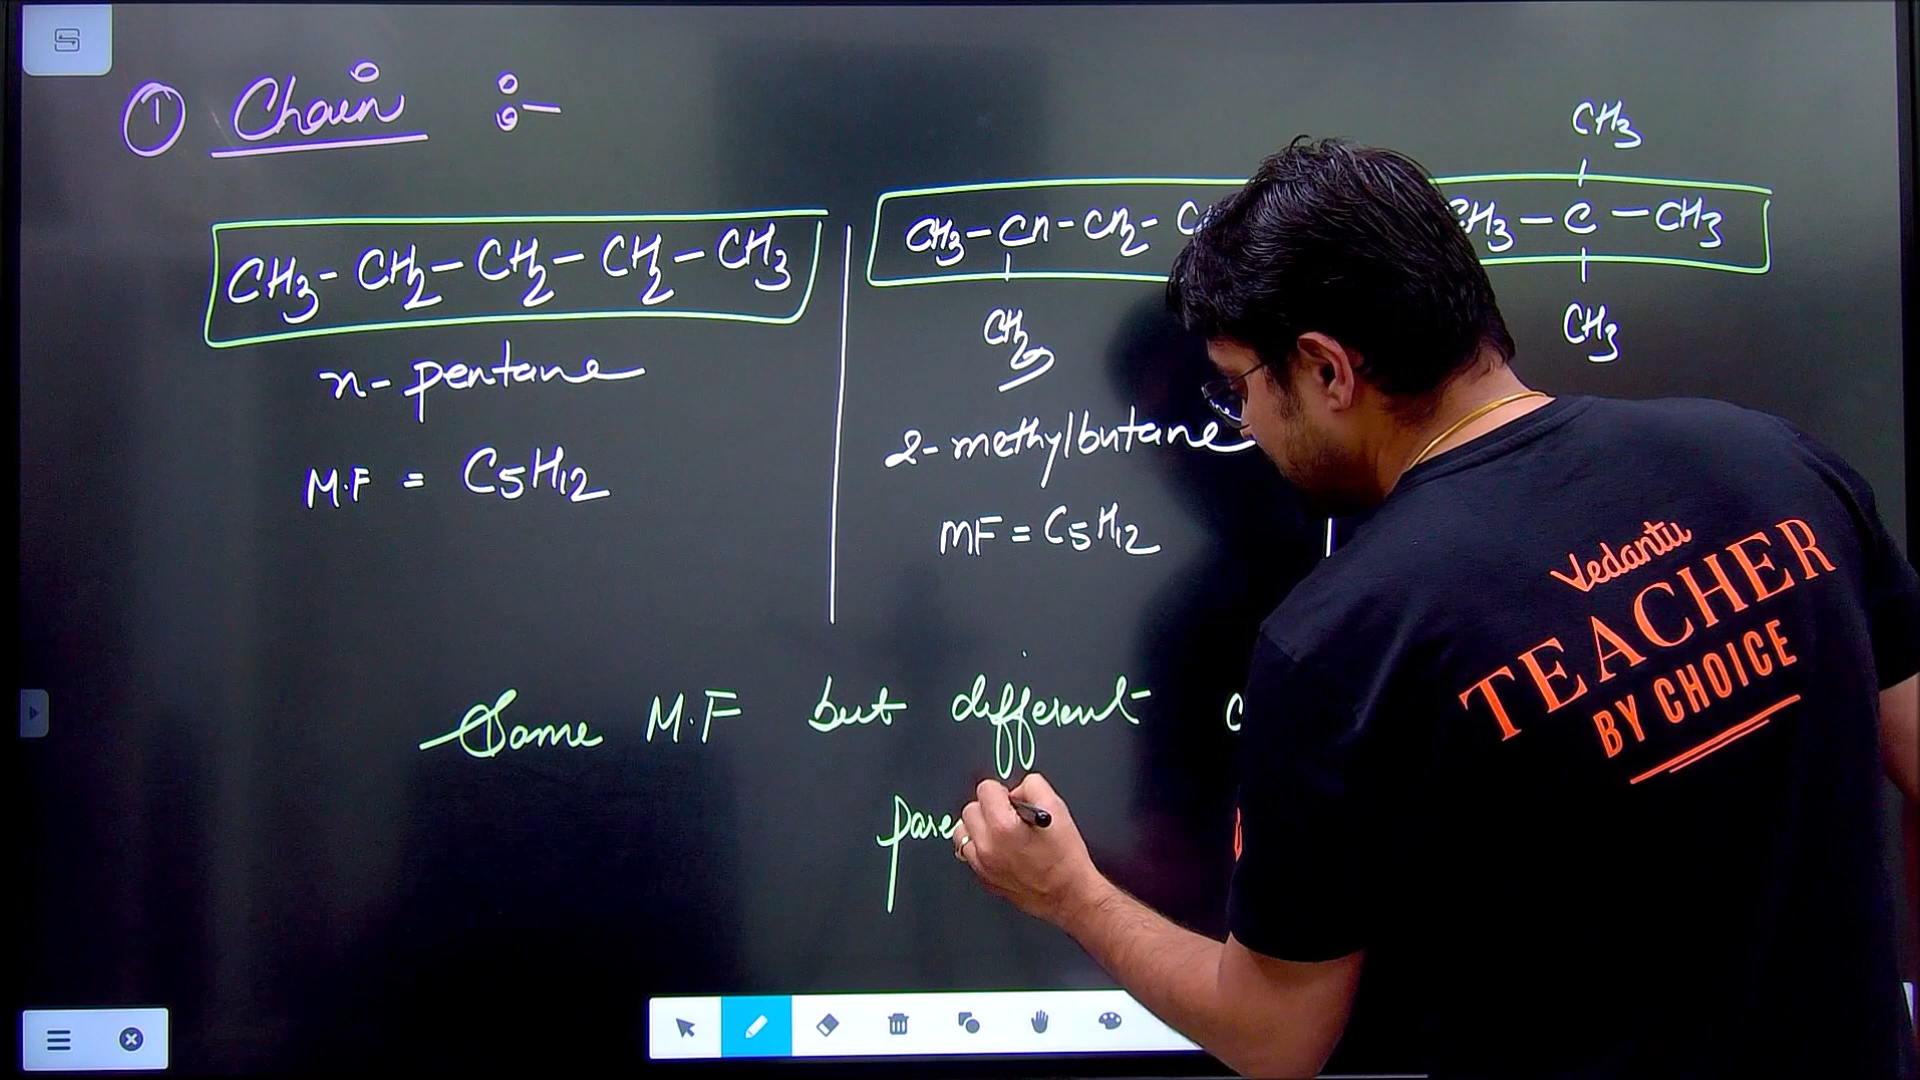 ① Chain :-
CH3-CH2-CH2-CH2-CH3
n-pentane
M.F = C5H12
CH3-CH-CH2-
CH3
2-methylbutane
MF = C5H12
CH3
CH3-C-CH3
CH3
Same M.F but different
Vedantu
TEACHER
BY CHOICE